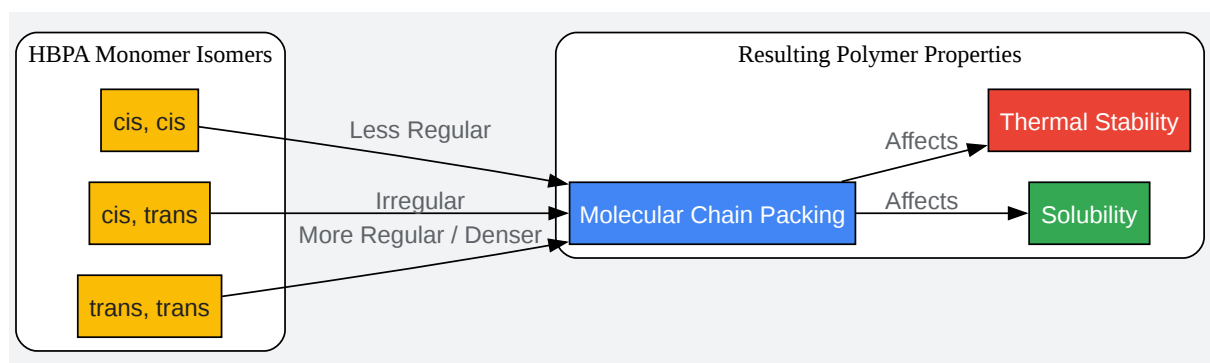 HBPA Monomer Isomers
cis, cis
cis, trans
trans, trans
Less Regular
Irregular
More Regular / Denser
Resulting Polymer Properties
Molecular Chain Packing
Affects
Affects
Thermal Stability
Solubility